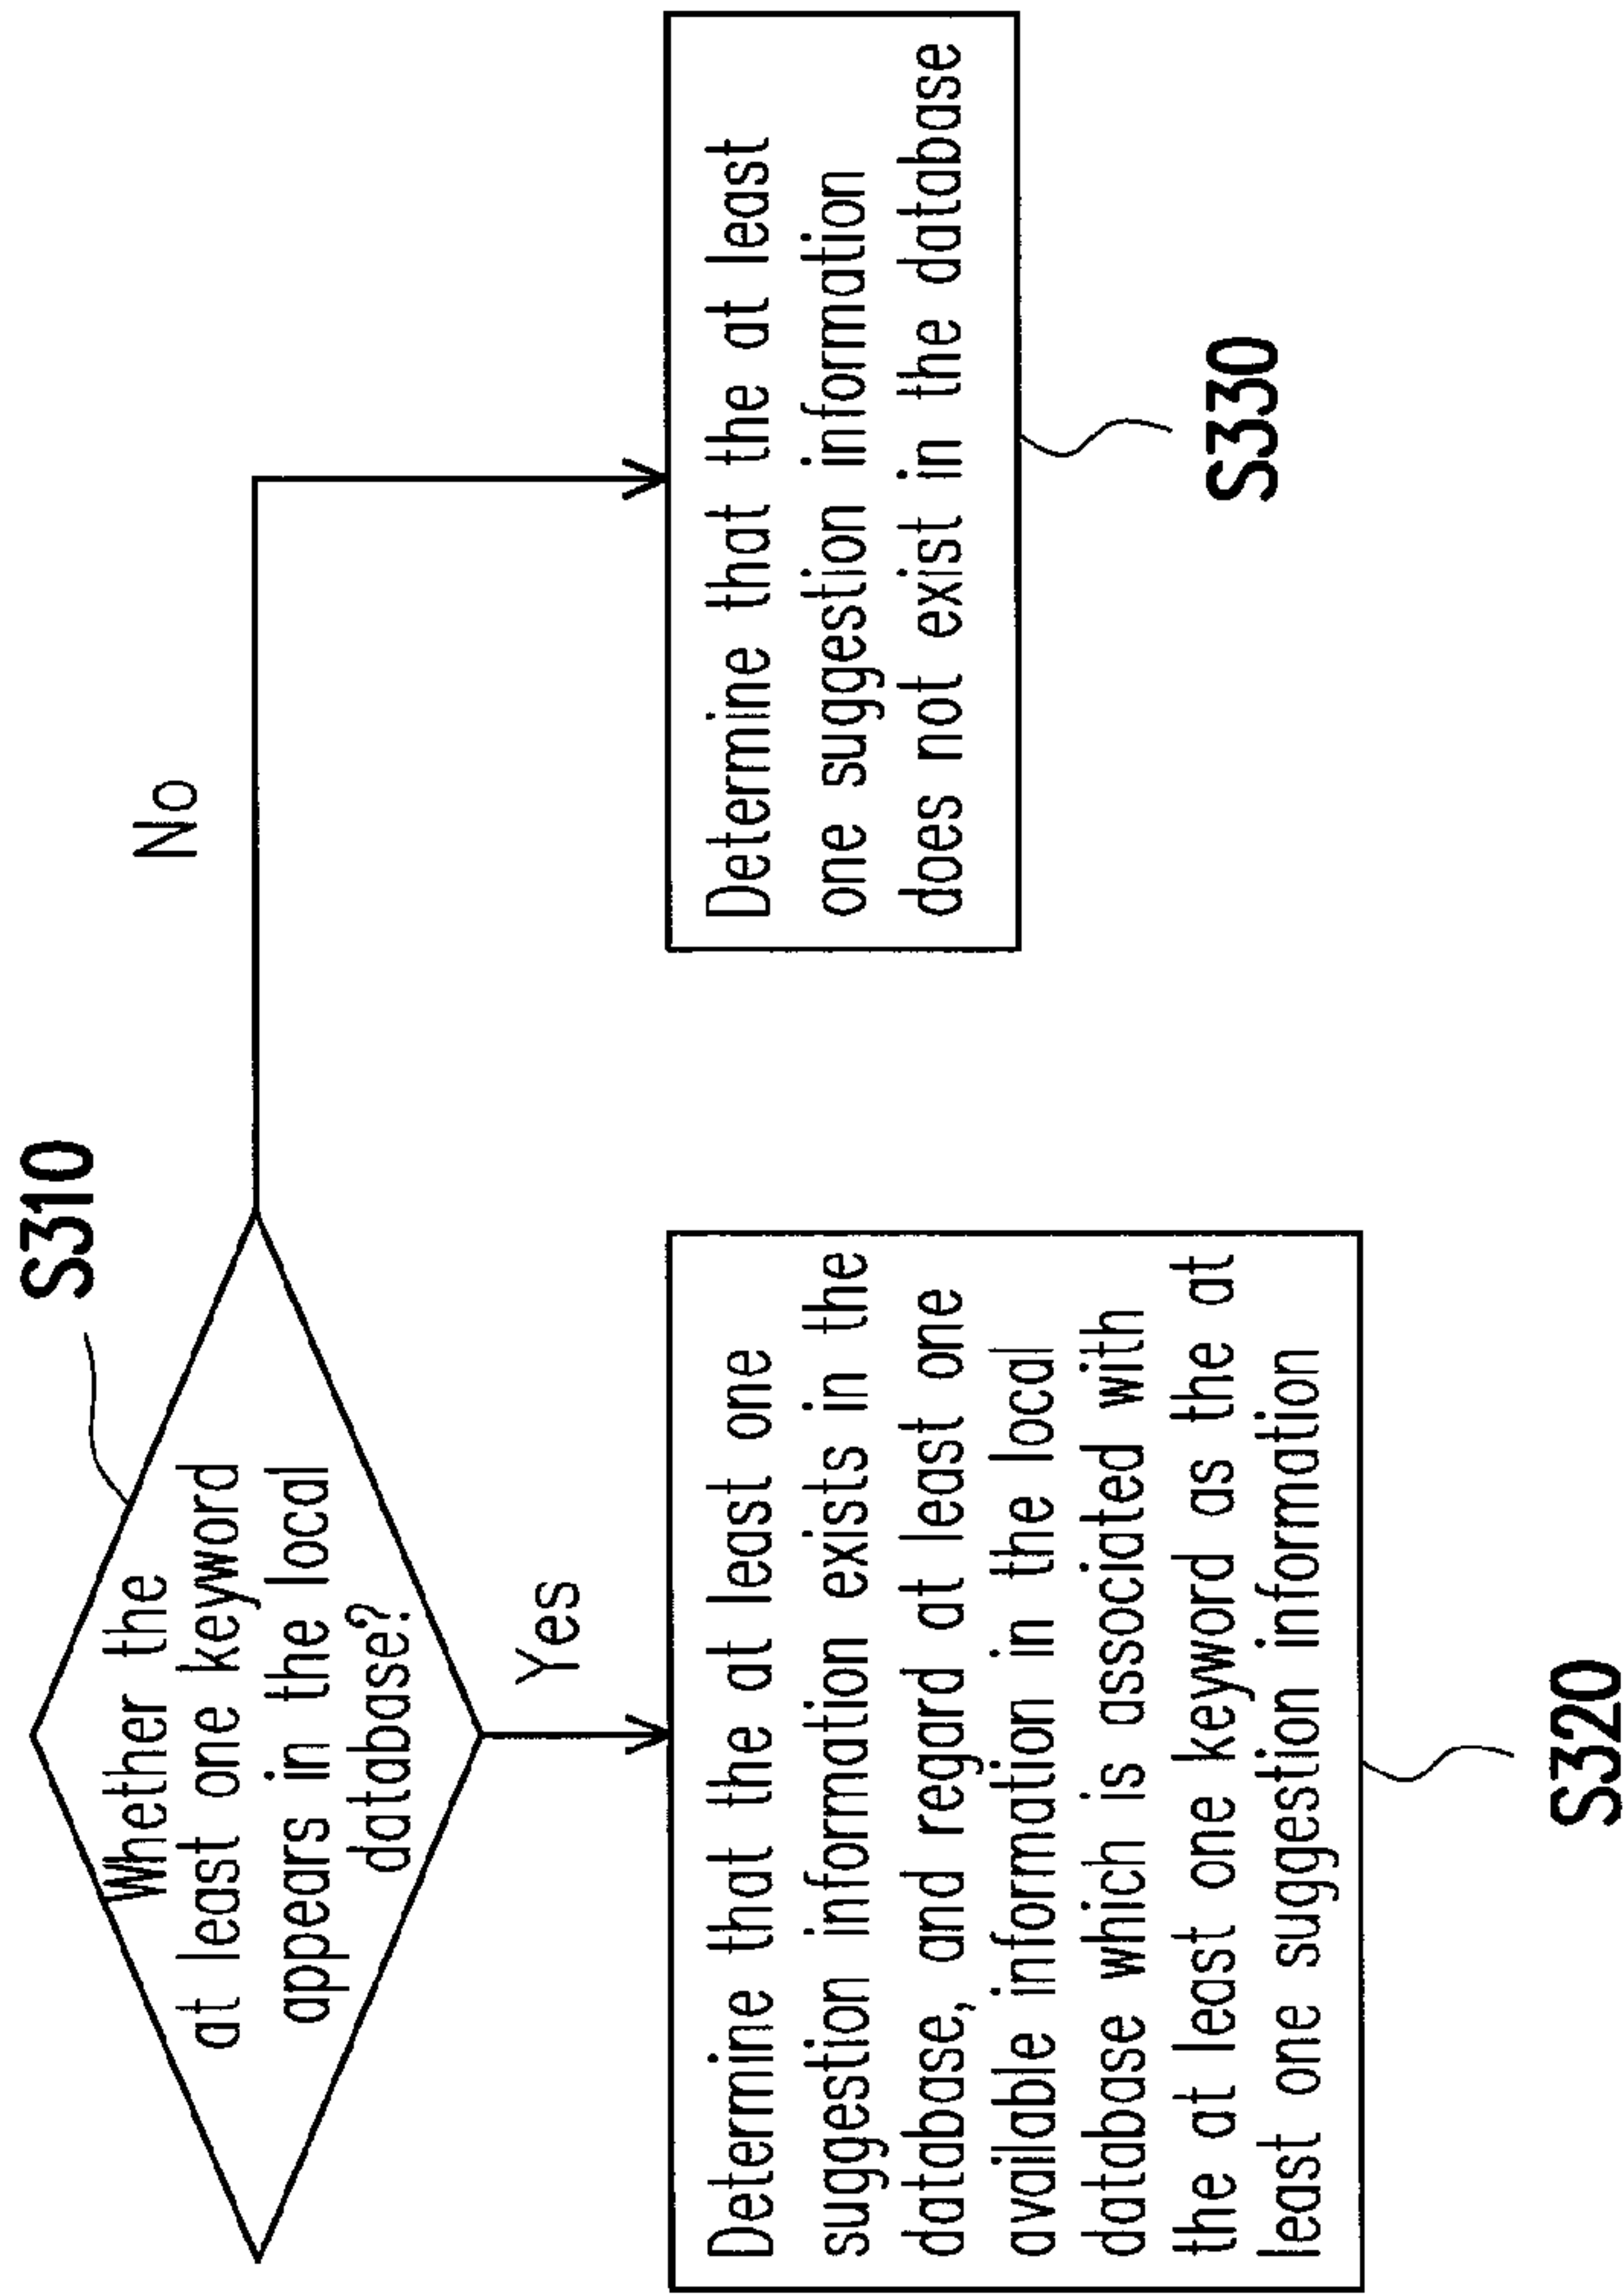 S310
Whether the
at least one keyword
appears in the local
database?
No
Yes
Determine that the at least one
suggestion information exists in the
database, and regard at least one
available information in the local
database which is associated with
the at least one keyword as the at
least one suggestion information
S320
Determine that the at least
one suggestion information
does not exist in the database
S330